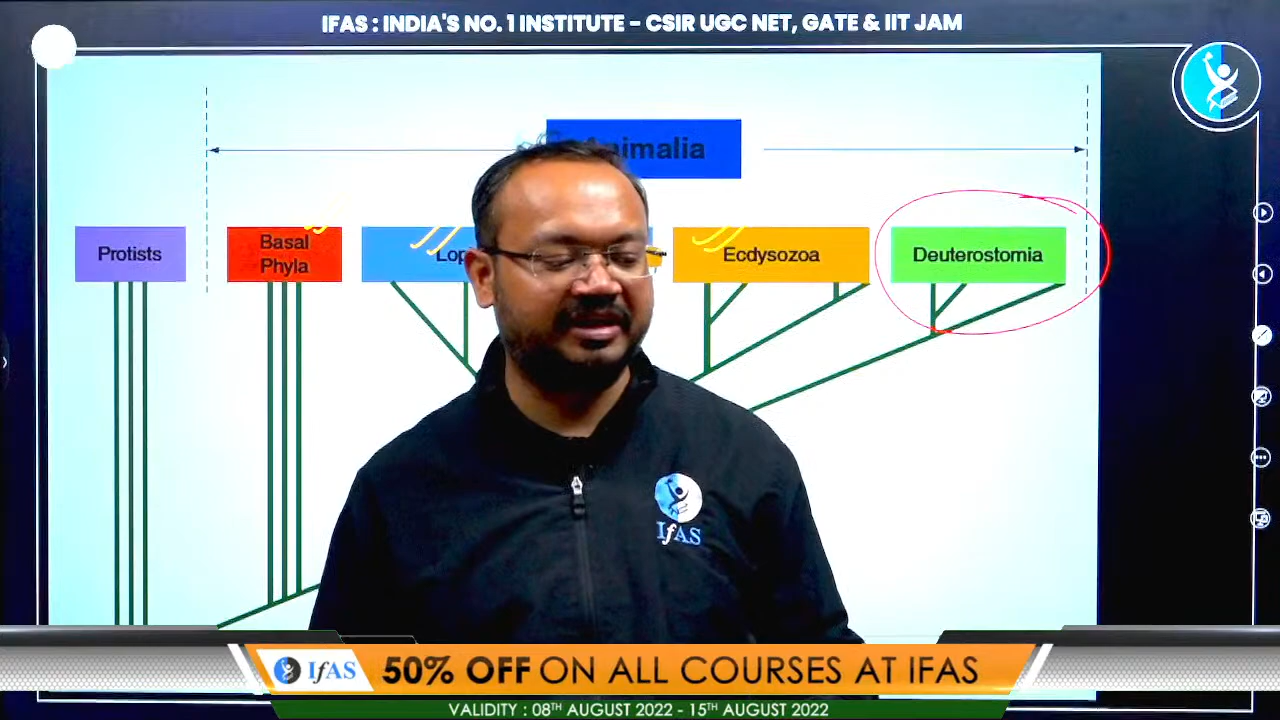 IFAS : INDIA'S NO. 1 INSTITUTE - CSIR UGC NET, GATE & IIT JAM
Protists
Basal
Phyla
Ecdysozoa
Deuterostomia
IfAS
IfAS
50% OFF ON ALL COURSES AT IFAS
VALIDITY : 08TH AUGUST 2022 - 15TH AUGUST 2022